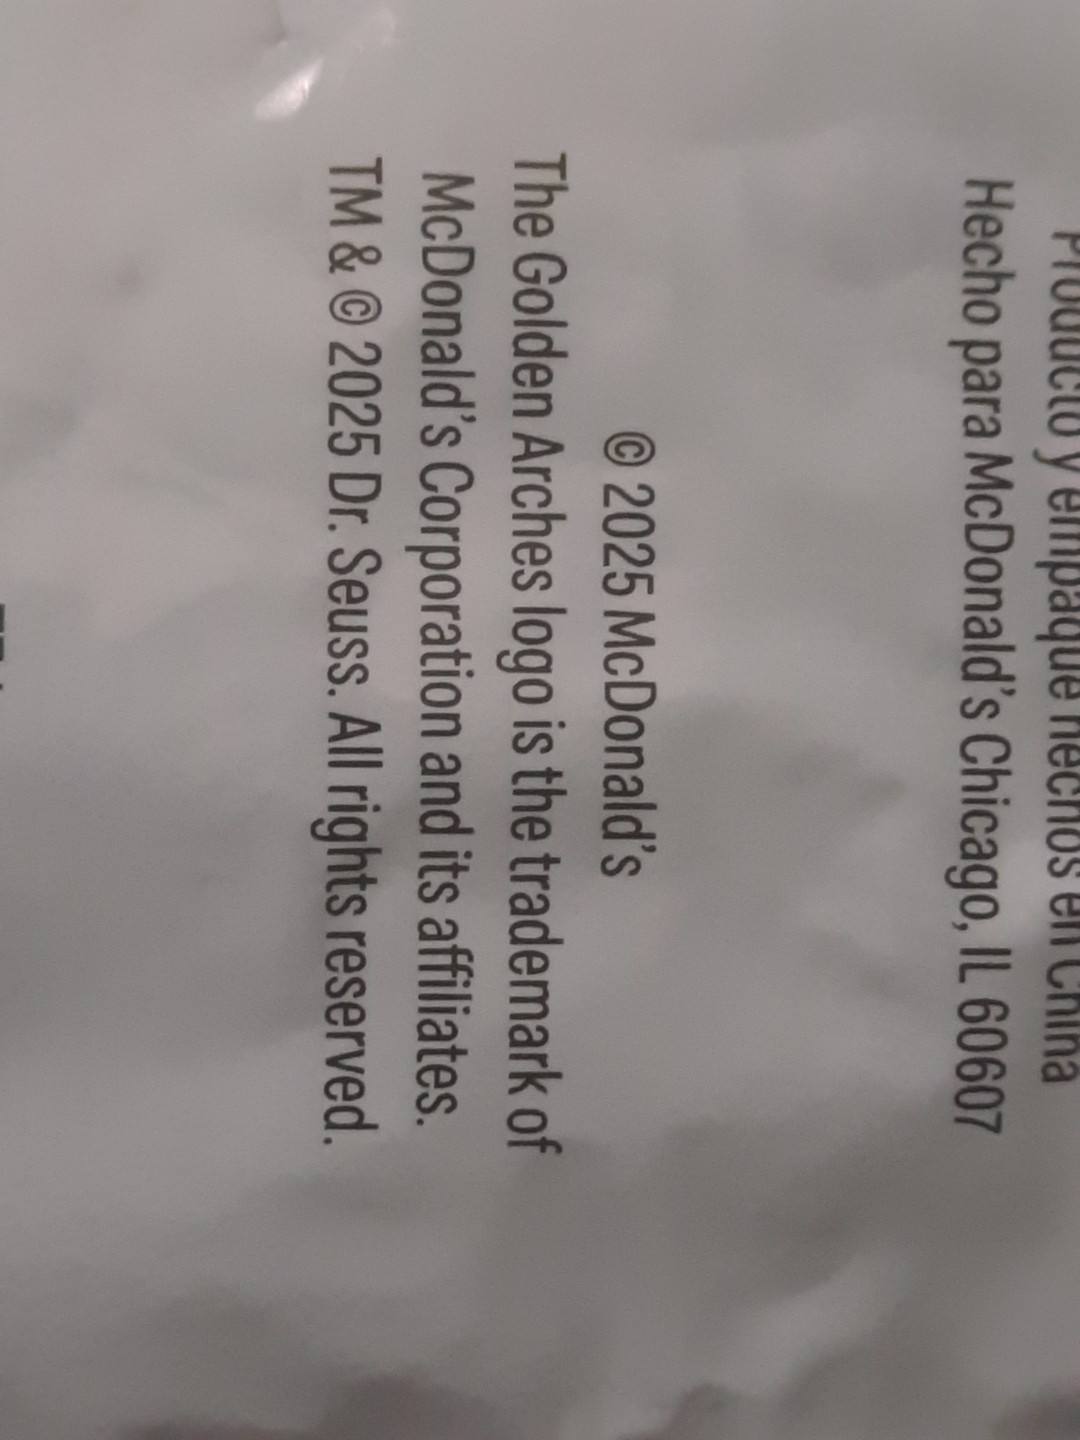 Producto y empaque hechos en China
Hecho para McDonald's Chicago, IL 60607
© 2025 McDonald's
The Golden Arches logo is the trademark of
McDonald's Corporation and its affiliates.
TM & © 2025 Dr. Seuss. All rights reserved.